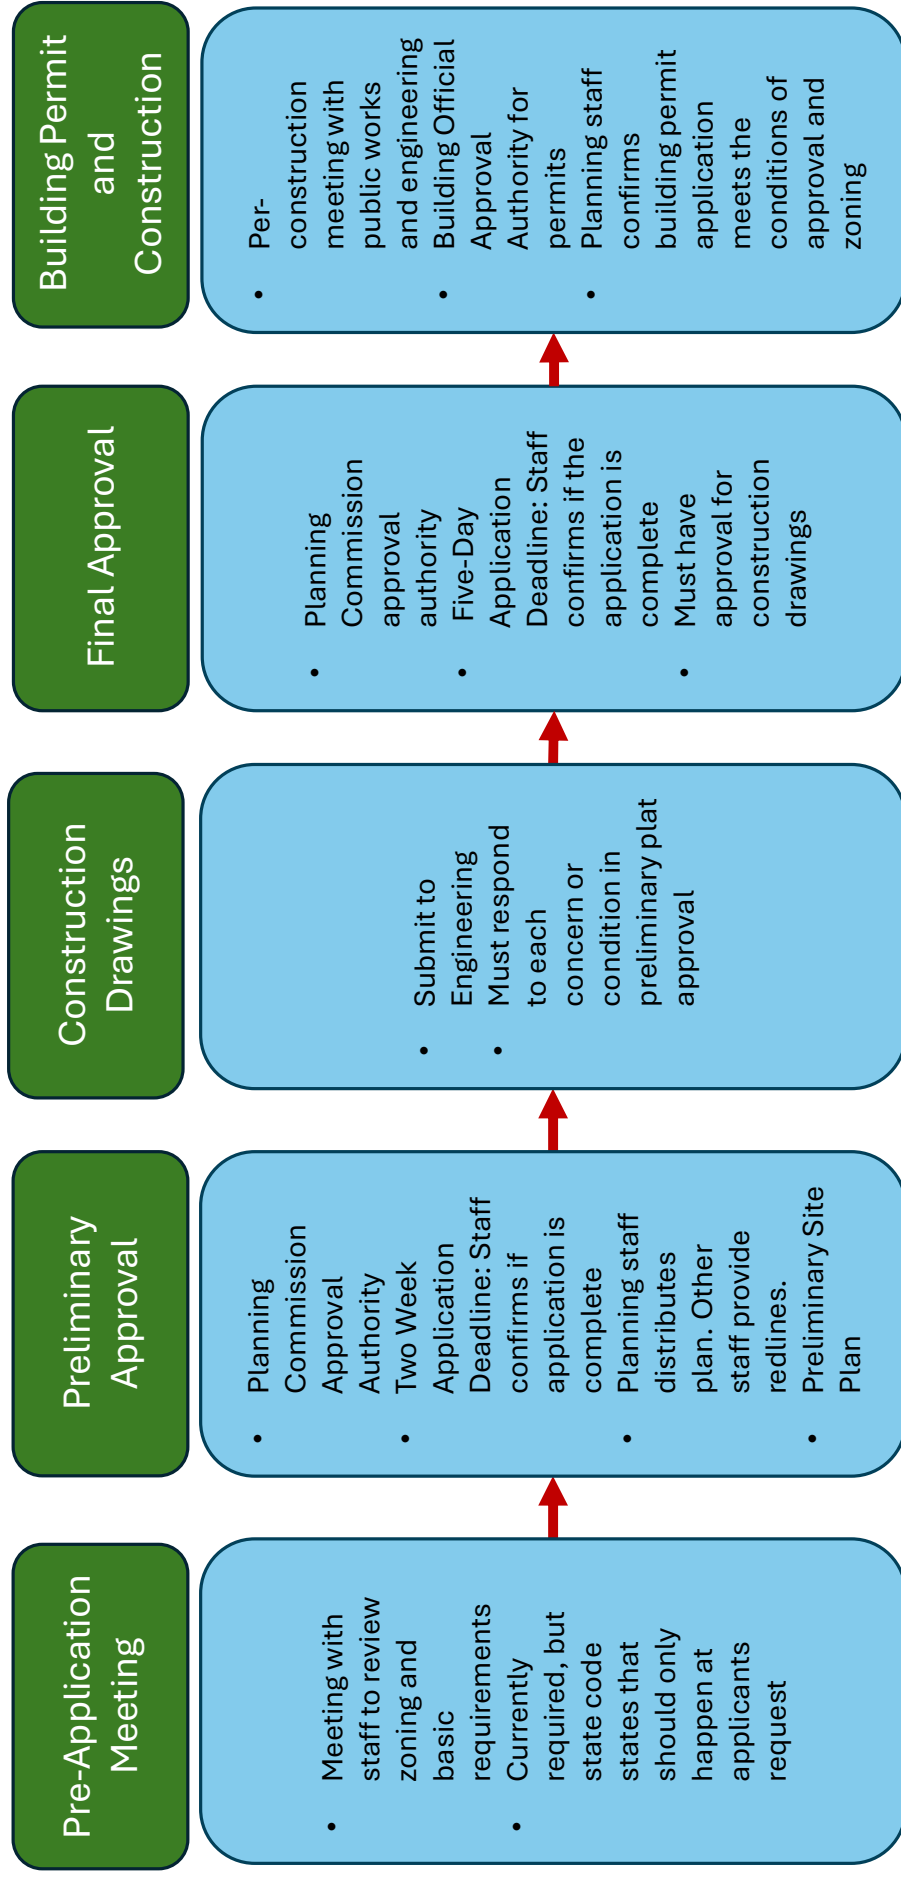 Pre-Application
Meeting
• Meeting with
staff to review
zoning and
basic
requirements
• Currently
required, but
state code
states that
should only
happen at
applicants
request
Preliminary
Approval
• Planning
Commission
Approval
Authority
• Two Week
Application
Deadline: Staff
confirms if
application is
complete
• Planning staff
distributes
plan. Other
staff provide
redlines.
• Preliminary Site
Plan
Construction
Drawings
• Submit to
Engineering
• Must respond
to each
concern or
condition in
preliminary plat
approval
Final Approval
• Planning
Commission
approval
authority
• Five-Day
Application
Deadline: Staff
confirms if the
application is
complete
• Must have
approval for
construction
drawings
Building Permit
and
Construction
• Per-
construction
meeting with
public works
and engineering
• Building Official
Approval
Authority for
permits
• Planning staff
confirms
building permit
application
meets the
conditions of
approval and
zoning